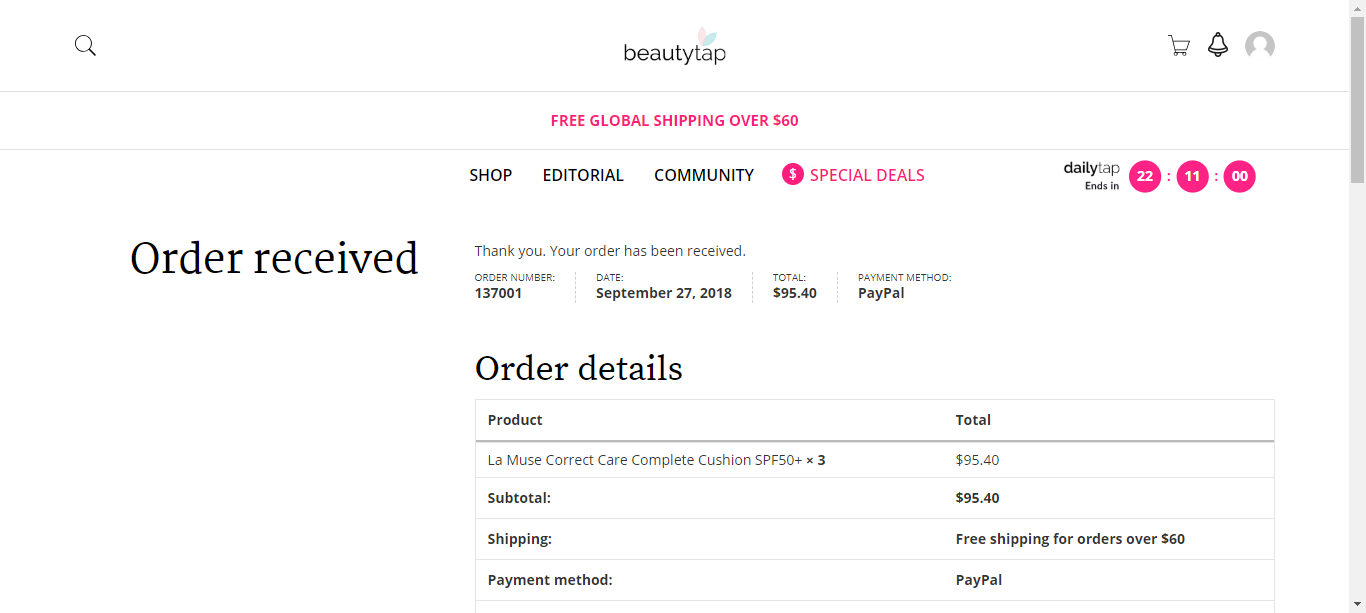 beautytap
FREE GLOBAL SHIPPING OVER $60
SHOP EDITORIAL COMMUNITY $ SPECIAL DEALS
dailytap
Ends in
22 : 11 : 00
Order received
Thank you. Your order has been received.
ORDER NUMBER: DATE: TOTAL: PAYMENT METHOD:
137001 September 27, 2018 $95.40 PayPal
Order details
Product Total
La Muse Correct Care Complete Cushion SPF50+ × 3 $95.40
Subtotal: $95.40
Shipping: Free shipping for orders over $60
Payment method: PayPal